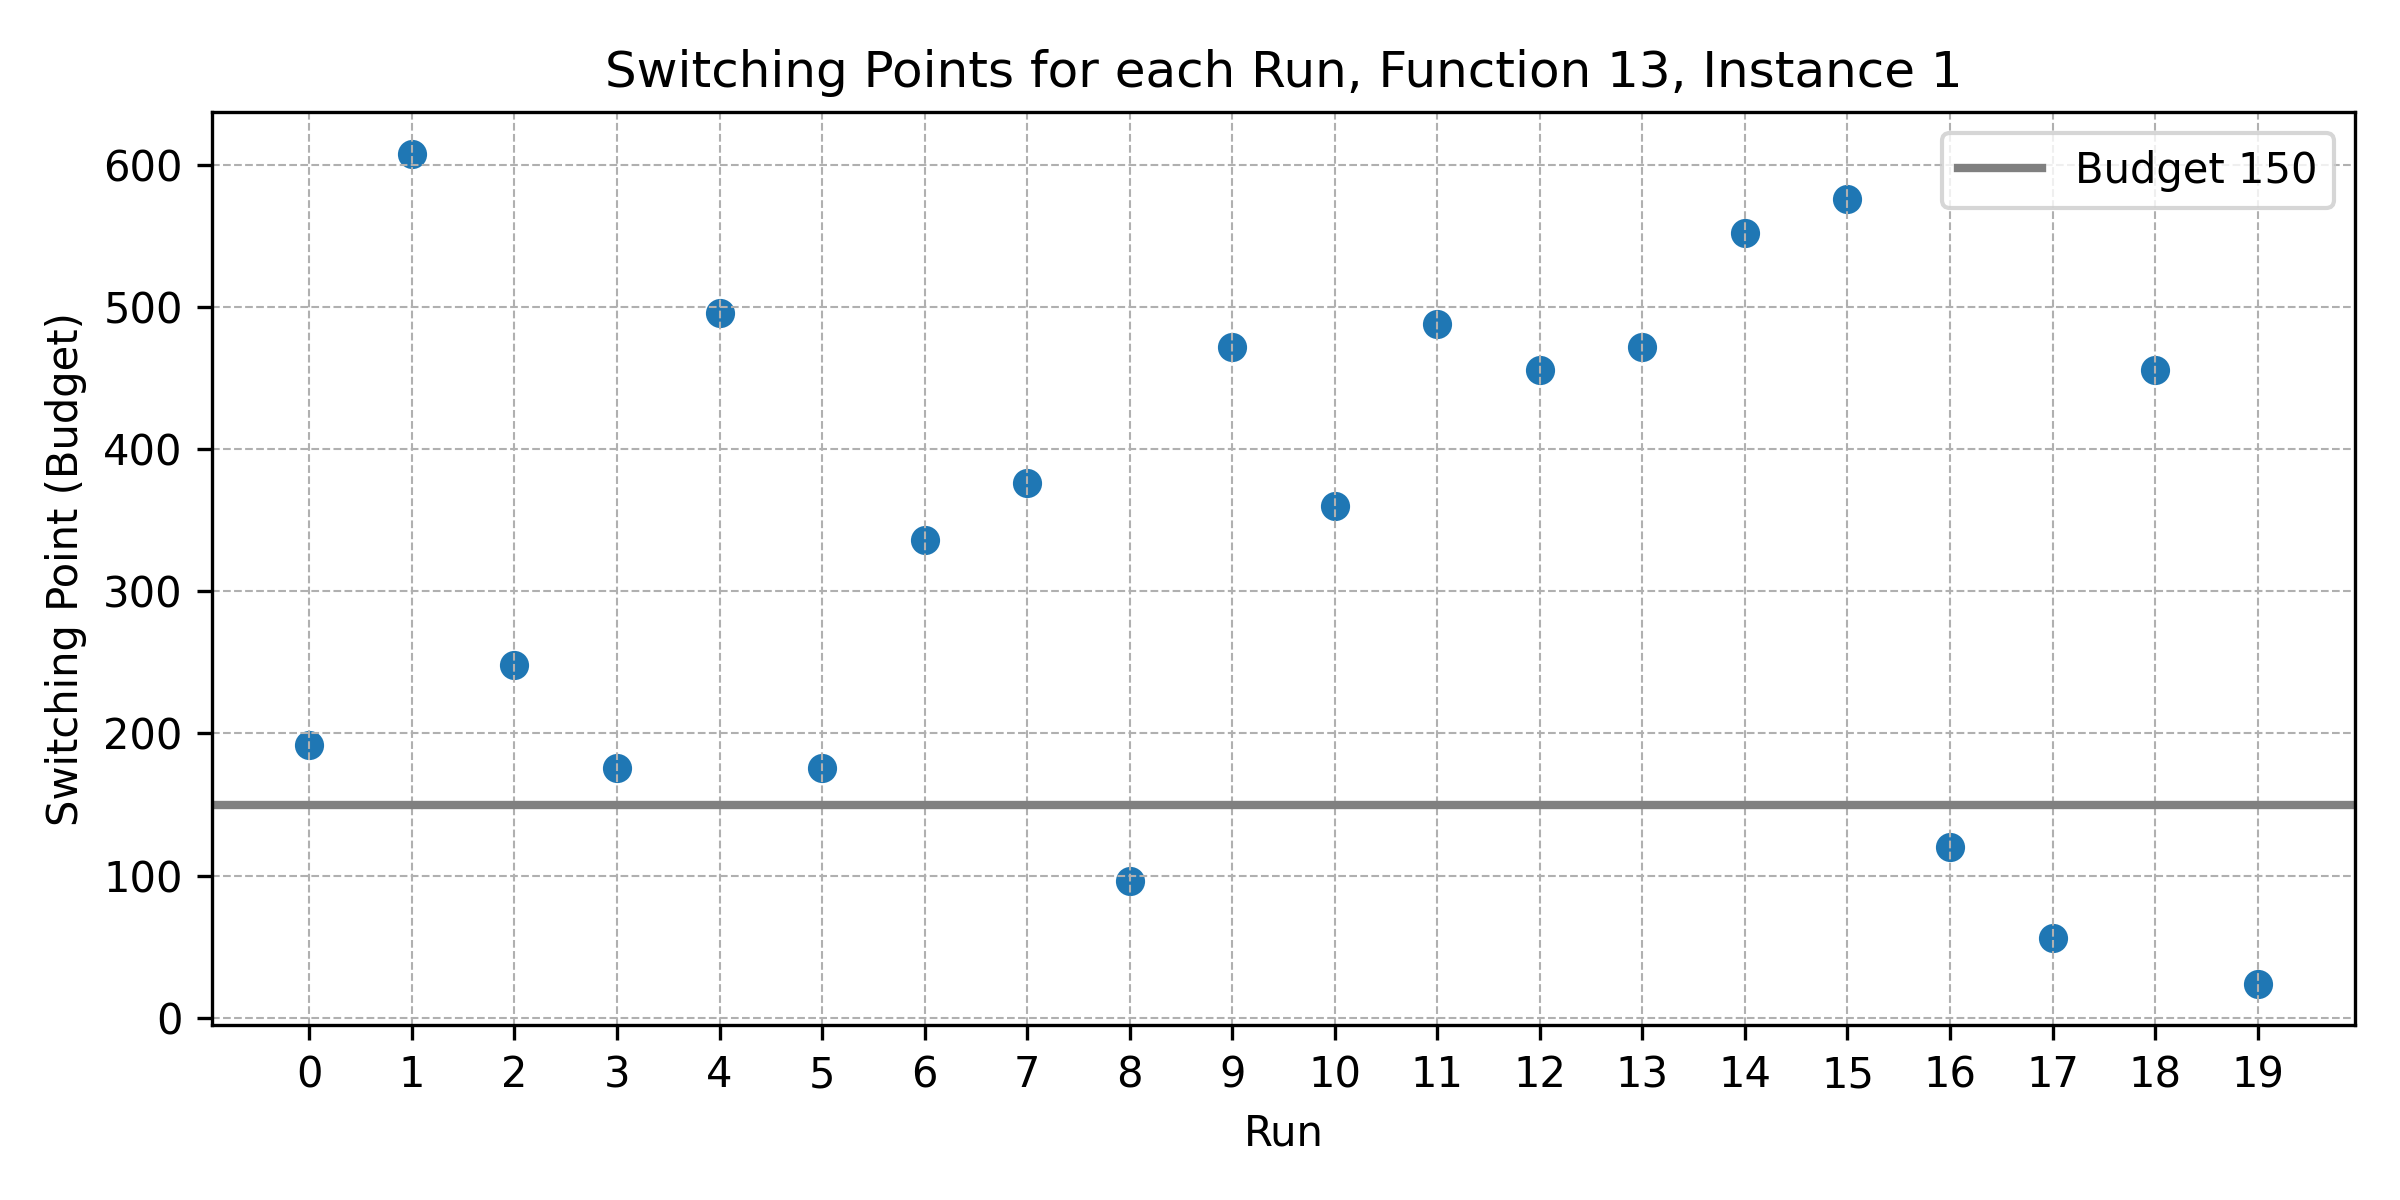 Switching Points for each Run, Function 13, Instance 1
Budget 150
Switching Point (Budget)
600
500
400
300
200
100
0
0 1 2 3 4 5 6 7 8 9 10 11 12 13 14 15 16 17 18 19
Run